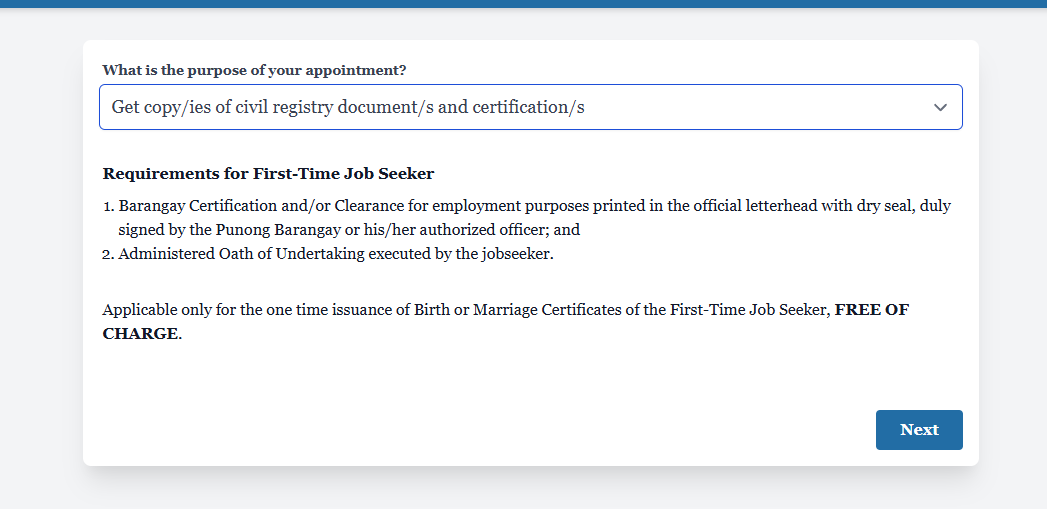 What is the purpose of your appointment?
Get copy/ies of civil registry document/s and certification/s
Requirements for First-Time Job Seeker
1. Barangay Certification and/or Clearance for employment purposes printed in the official letterhead with dry seal, duly
signed by the Punong Barangay or his/her authorized officer; and
2. Administered Oath of Undertaking executed by the jobseeker.
Applicable only for the one time issuance of Birth or Marriage Certificates of the First-Time Job Seeker, FREE OF
CHARGE.
Next